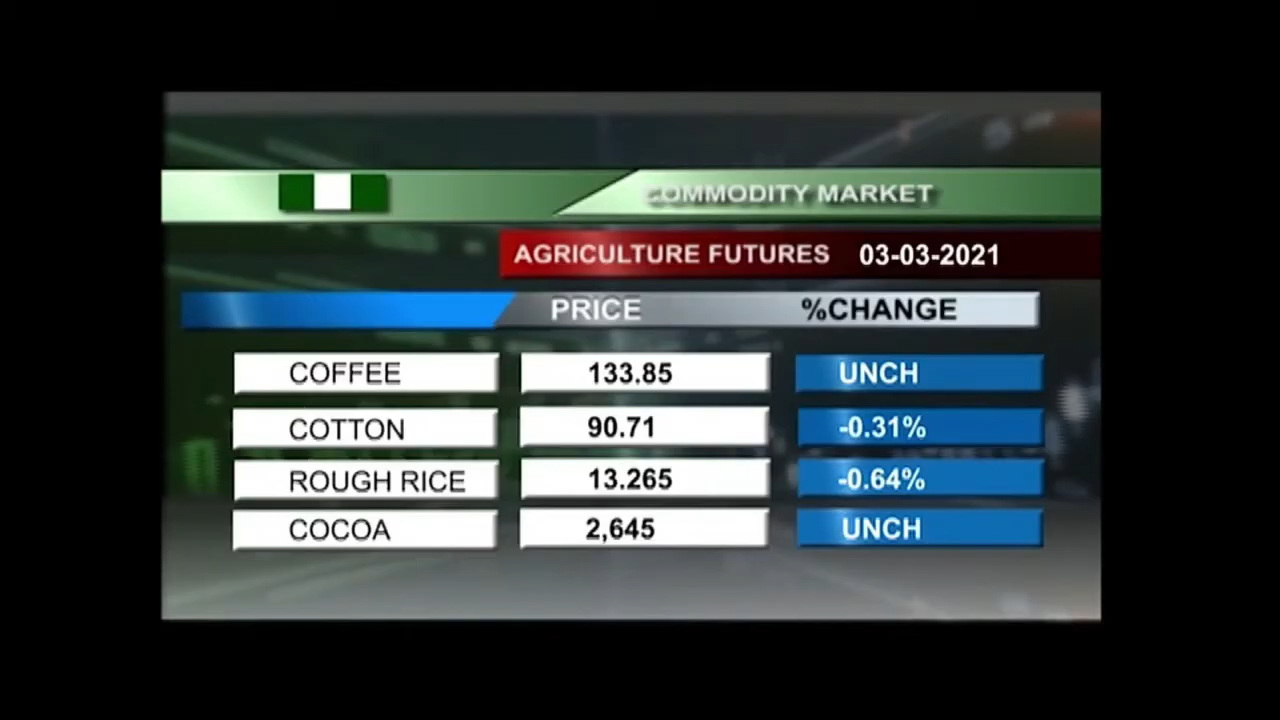 COMMODITY MARKET
AGRICULTURE FUTURES 03-03-2021
PRICE %CHANGE
COFFEE 133.85 UNCH
COTTON 90.71 -0.31%
ROUGH RICE 13.265 -0.64%
COCOA 2,645 UNCH